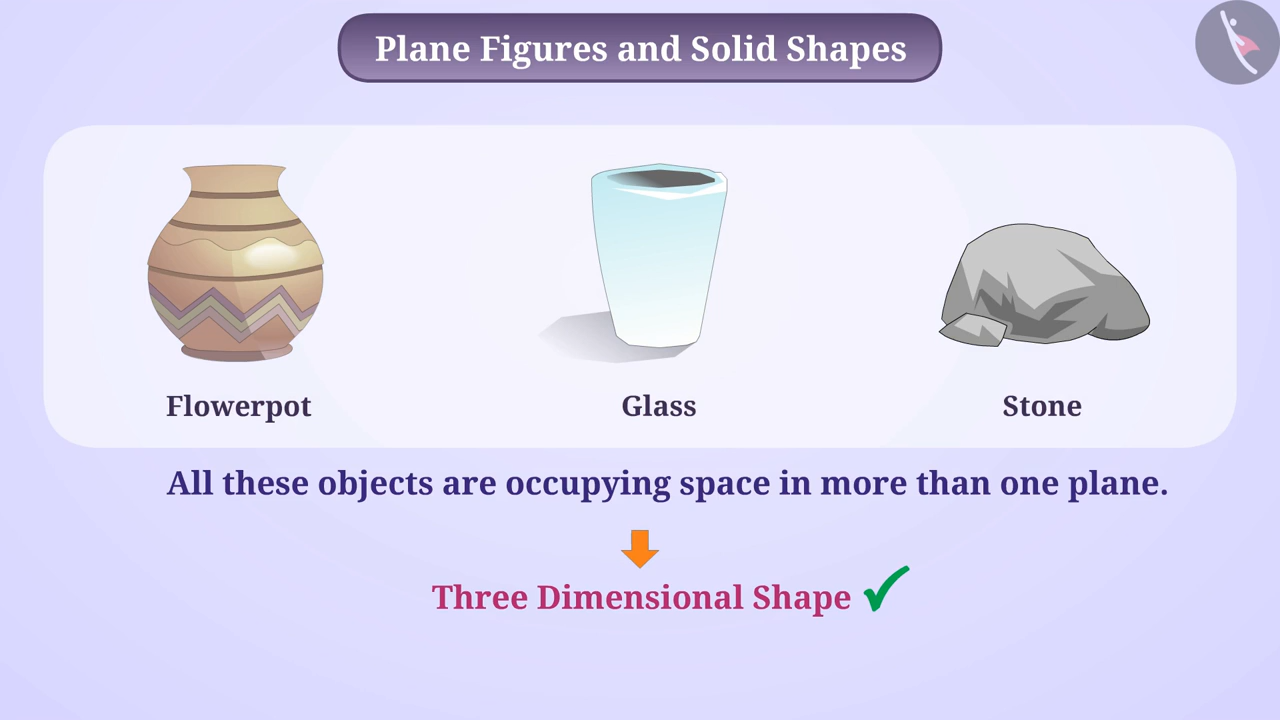 Plane Figures and Solid Shapes
Flowerpot Glass Stone
All these objects are occupying space in more than one plane.
Three Dimensional Shape